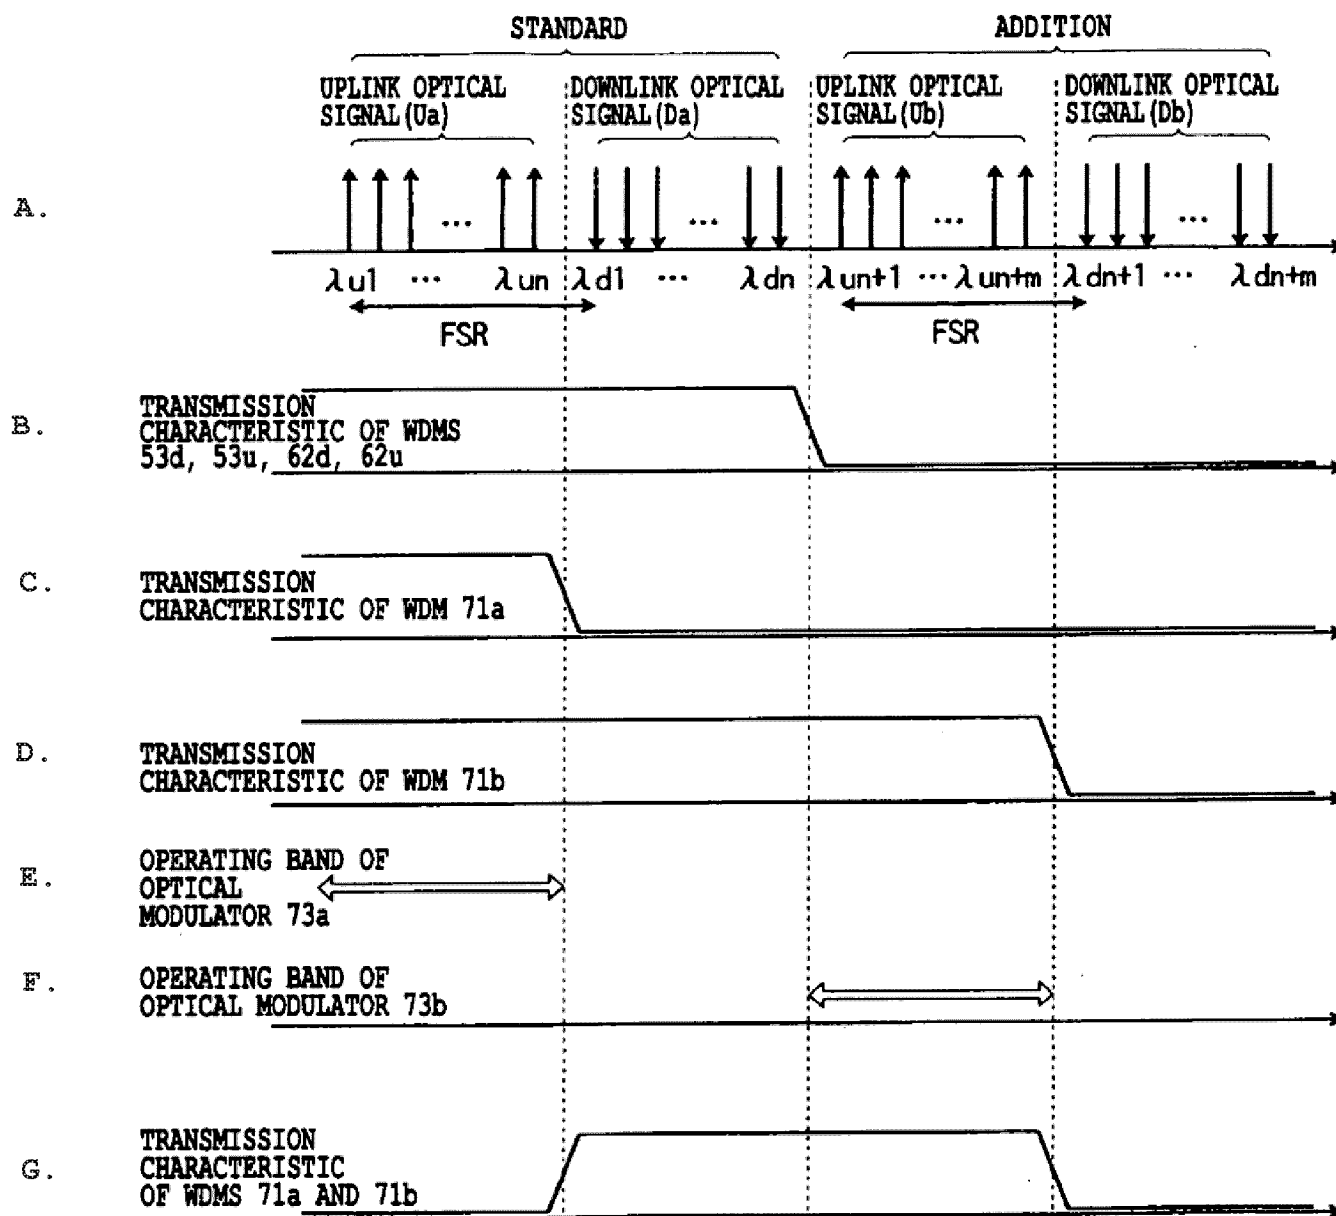 STANDARD
ADDITION
UPLINK OPTICAL
SIGNAL(Ua)
DOWNLINK OPTICAL
SIGNAL(Da)
UPLINK OPTICAL
SIGNAL(Ub)
DOWNLINK OPTICAL
SIGNAL(Db)
A.
... ... ... ...
λu1 ... λun λd1 ... λdn λun+1 ... λun+m λdn+1 ... λdn+m
FSR
FSR
B.
TRANSMISSION
CHARACTERISTIC OF WDMS
53d, 53u, 62d, 62u
C.
TRANSMISSION
CHARACTERISTIC OF WDM 71a
D.
TRANSMISSION
CHARACTERISTIC OF WDM 71b
E.
OPERATING BAND OF
OPTICAL
MODULATOR 73a
F.
OPERATING BAND OF
OPTICAL MODULATOR 73b
G.
TRANSMISSION
CHARACTERISTIC
OF WDMS 71a AND 71b